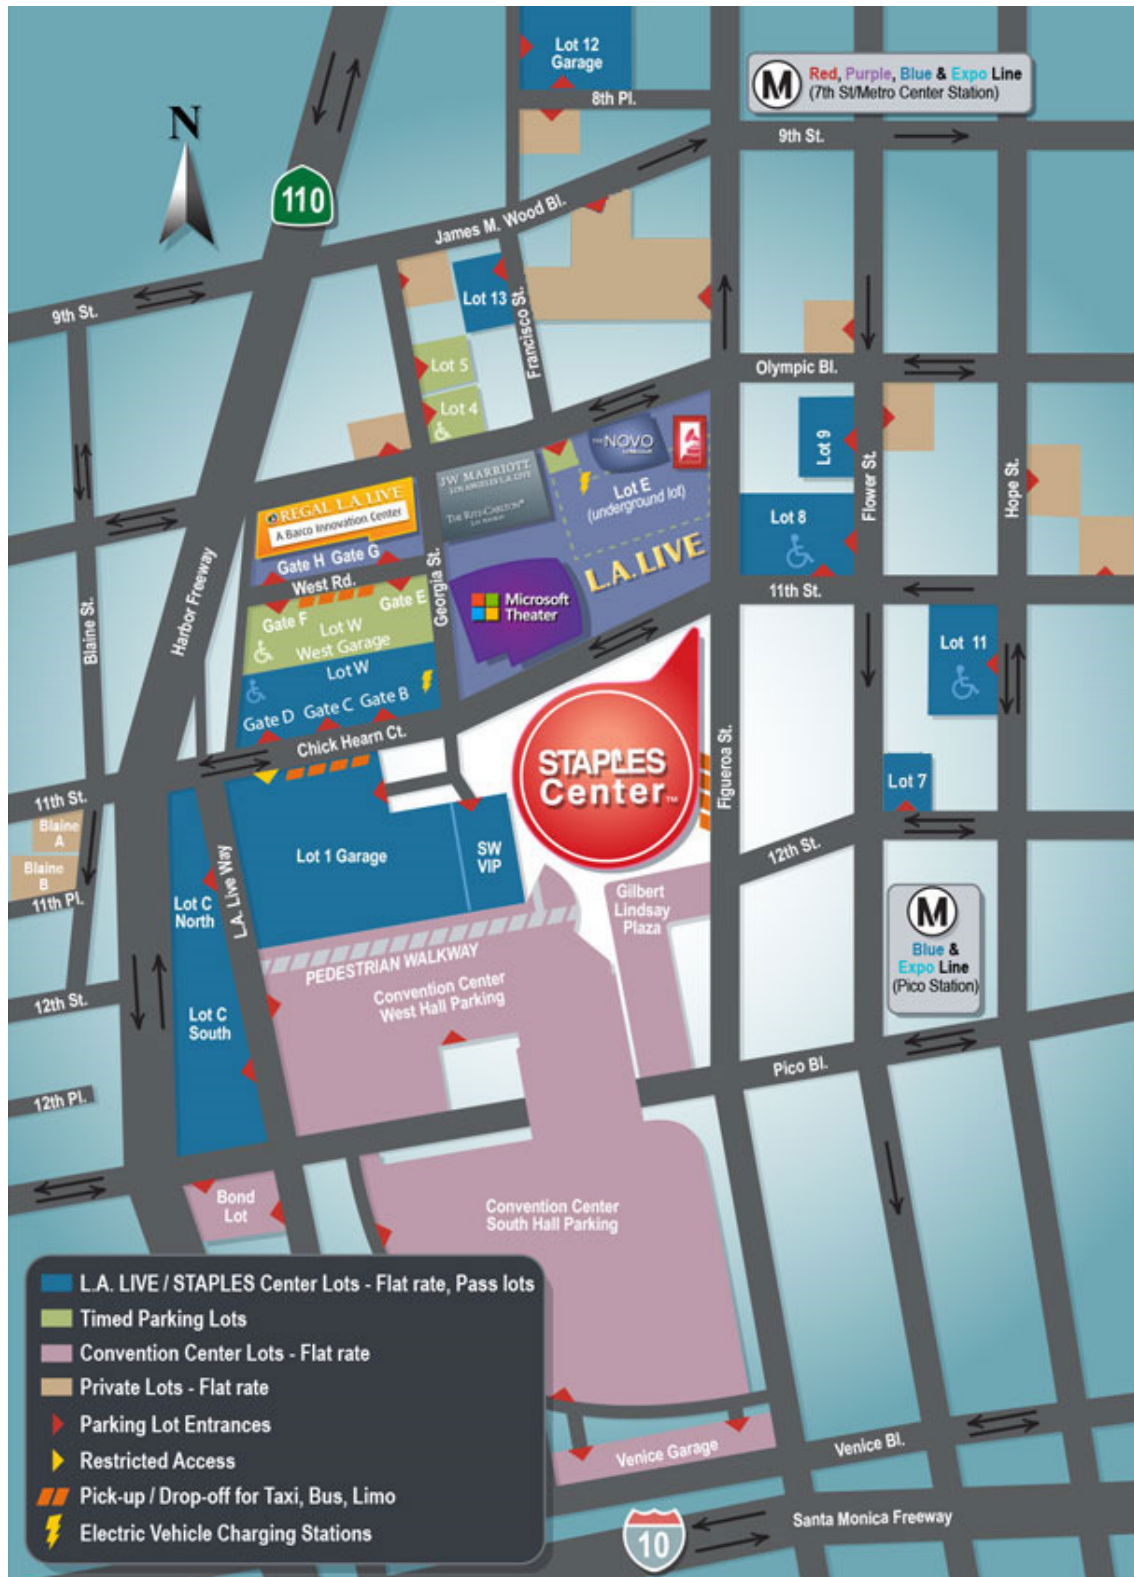 Lot 12
Garage
8th Pl.
M
Red, Purple, Blue & Expo Line
(7th St/Metro Center Station)
9th St.
N
110
James M. Wood Bl.
9th St.
Lot 13
Francisco St.
Lot 5
Lot 4
Olympic Bl.
THE NOVO
JW MARRIOTT
LOS ANGELES L.A. LIVE
THE RITZ-CARLTON
Lot E
(underground lot)
L.A. LIVE
REGAL L.A. LIVE
A Barco Innovation Center
Gate H
Gate G
West Rd.
Gate F
Gate E
Lot W
West Garage
Lot W
Gate D
Gate C
Gate B
Georgia St.
Microsoft
Theater
Lot 9
Lot 8
Flower St.
Hope St.
11th St.
Lot 11
Lot 7
Blaine St.
Harbor Freeway
Chick Hearn Ct.
STAPLES
Center™
Figueroa St.
12th St.
11th St.
Blaine
A
Blaine
B
11th Pl.
12th St.
12th Pl.
Lot C
North
Lot C
South
L.A. Live Way
Lot 1 Garage
SW
VIP
Gilbert
Lindsay
Plaza
PEDESTRIAN WALKWAY
Convention Center
West Hall Parking
M
Blue &
Expo Line
(Pico Station)
Pico Bl.
Bond
Lot
Convention Center
South Hall Parking
Venice Garage
Venice Bl.
10
Santa Monica Freeway
L.A. LIVE / STAPLES Center Lots - Flat rate, Pass lots
Timed Parking Lots
Convention Center Lots - Flat rate
Private Lots - Flat rate
Parking Lot Entrances
Restricted Access
Pick-up / Drop-off for Taxi, Bus, Limo
Electric Vehicle Charging Stations